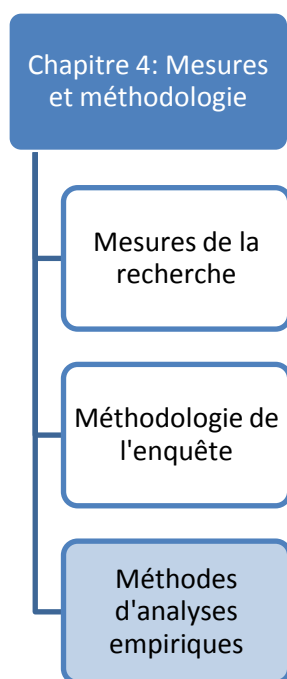 Chapitre 4: Mesures
et méthodologie
Mesures de la
recherche
Méthodologie de
l'enquête
Méthodes
d'analyses
empiriques